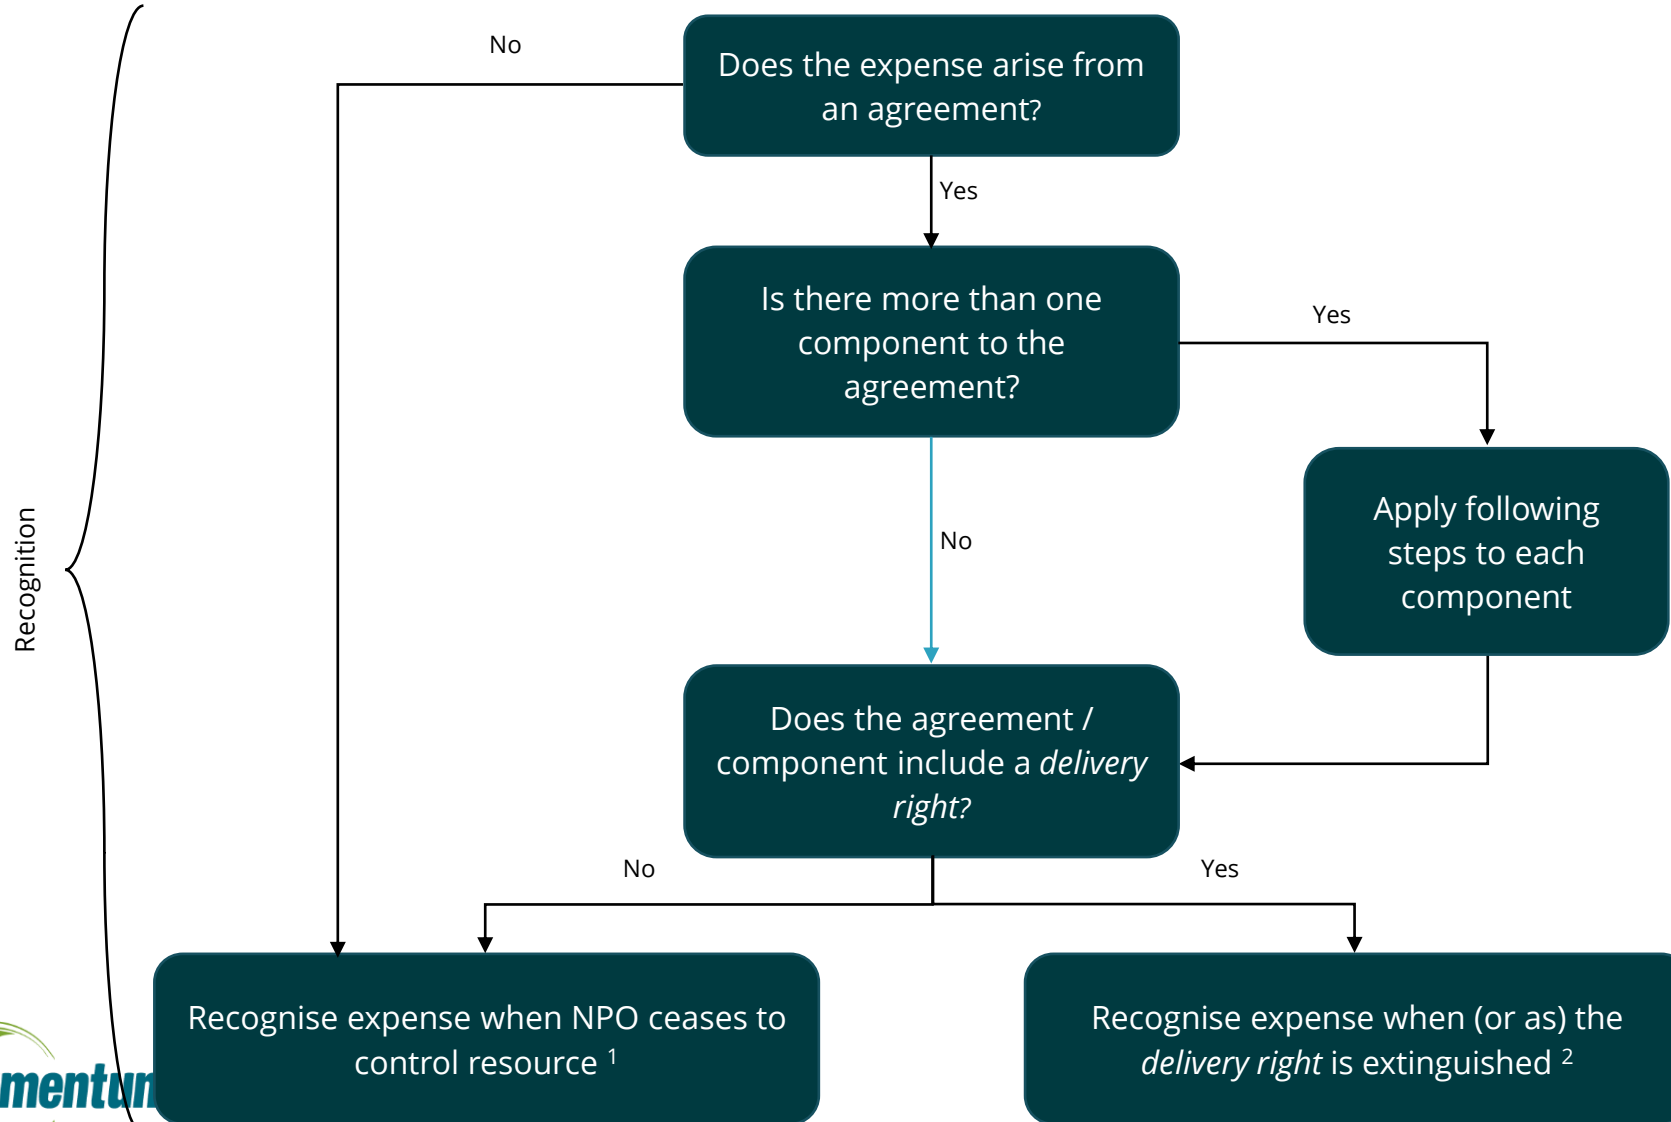 No
Does the expense arise from
an agreement?
Yes
Is there more than one
component to the
agreement?
Yes
Apply following
steps to each
component
No
Recognition
Does the agreement /
component include a delivery
right?
No
Yes
Recognise expense when NPO ceases to
control resource 1
Recognise expense when (or as) the
delivery right is extinguished 2